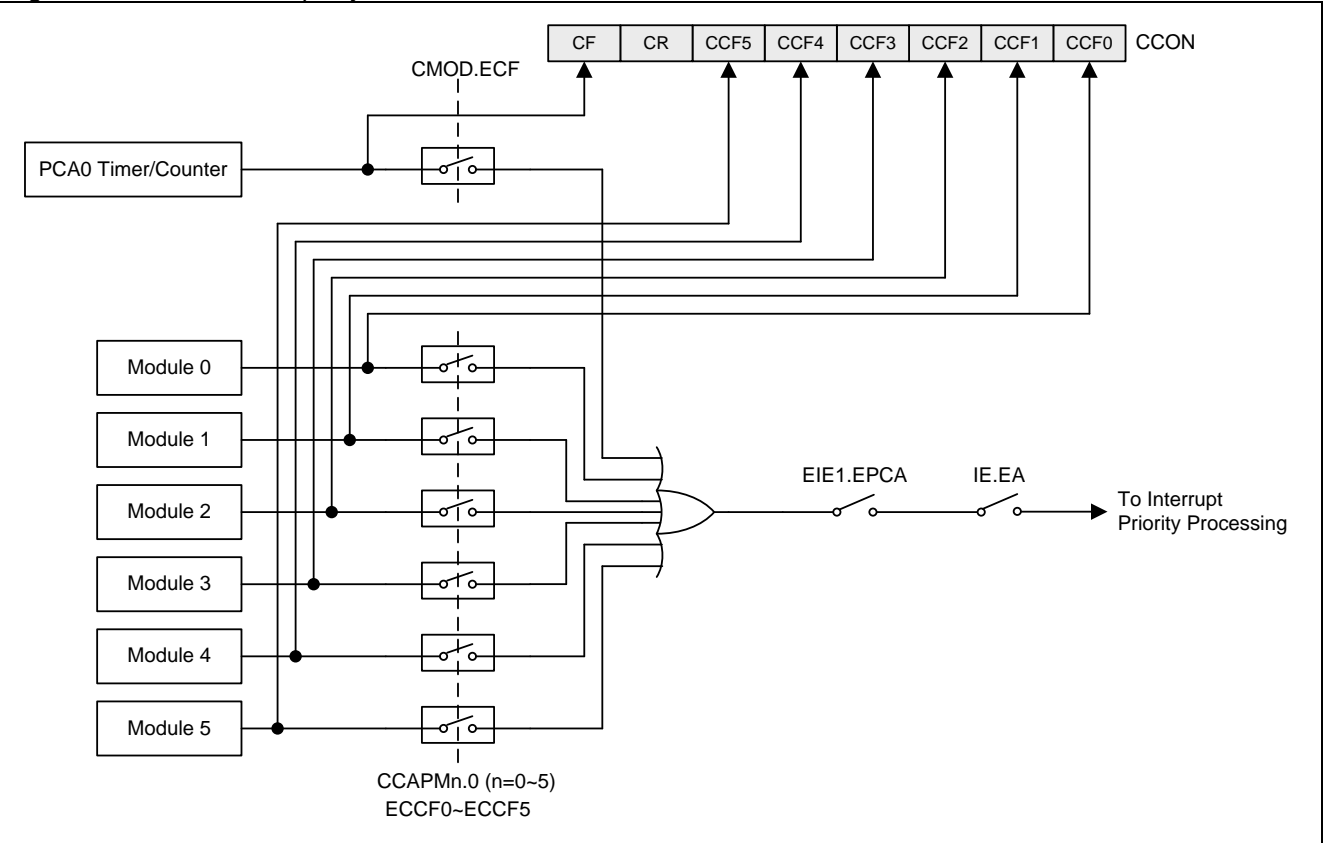 CF CR CCF5 CCF4 CCF3 CCF2 CCF1 CCF0 CCON
CMOD.ECF
PCA0 Timer/Counter
Module 0
Module 1
Module 2
EIE1.EPCA IE.EA
To Interrupt
Priority Processing
Module 3
Module 4
Module 5
CCAPMn.0 (n=0~5)
ECCF0~ECCF5